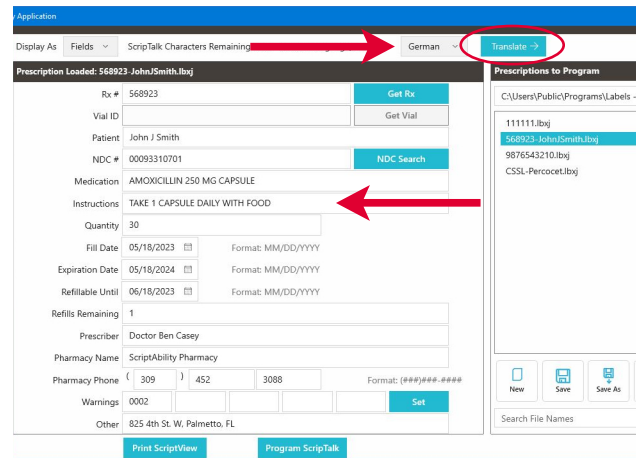 Application
Display As Fields ScripTalk Characters Remaining German Translate →
Prescription Loaded: 568923-JohnJSmith.lbxj
Rx # 568923 Get Rx
Vial ID Get Vial
Patient John J Smith
NDC # 00093310701 NDC Search
Medication AMOXICILLIN 250 MG CAPSULE
Instructions TAKE 1 CAPSULE DAILY WITH FOOD
Quantity 30
Fill Date 05/18/2023 Format: MM/DD/YYYY
Expiration Date 05/18/2024 Format: MM/DD/YYYY
Refillable Until 06/18/2023 Format: MM/DD/YYYY
Refills Remaining 1
Prescriber Doctor Ben Casey
Pharmacy Name ScriptAbility Pharmacy
Pharmacy Phone ( 309 ) 452 3088 Format: (###)###-####
Warnings 0002 Set
Other 825 4th St. W, Palmetto, FL
Print ScriptView Program ScripTalk
Prescriptions to Program
C:\Users\Public\Programs\Labels -
111111.lbxj
568923-JohnJSmith.lbxj
9876543210.lbxj
CSSL-Percocet.lbxj
New Save Save As
Search File Names